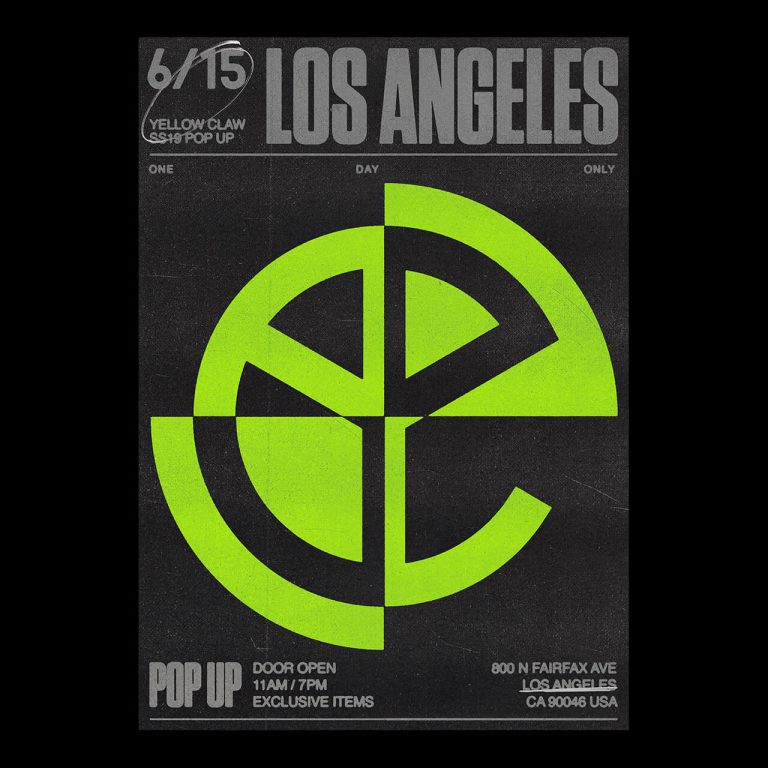 6/15
LOS ANGELES
YELLOW CLAW
SS19 POP UP
ONE DAY ONLY
POP UP
DOOR OPEN
11AM / 7PM
EXCLUSIVE ITEMS
800 N FAIRFAX AVE
LOS ANGELES
CA 90046 USA